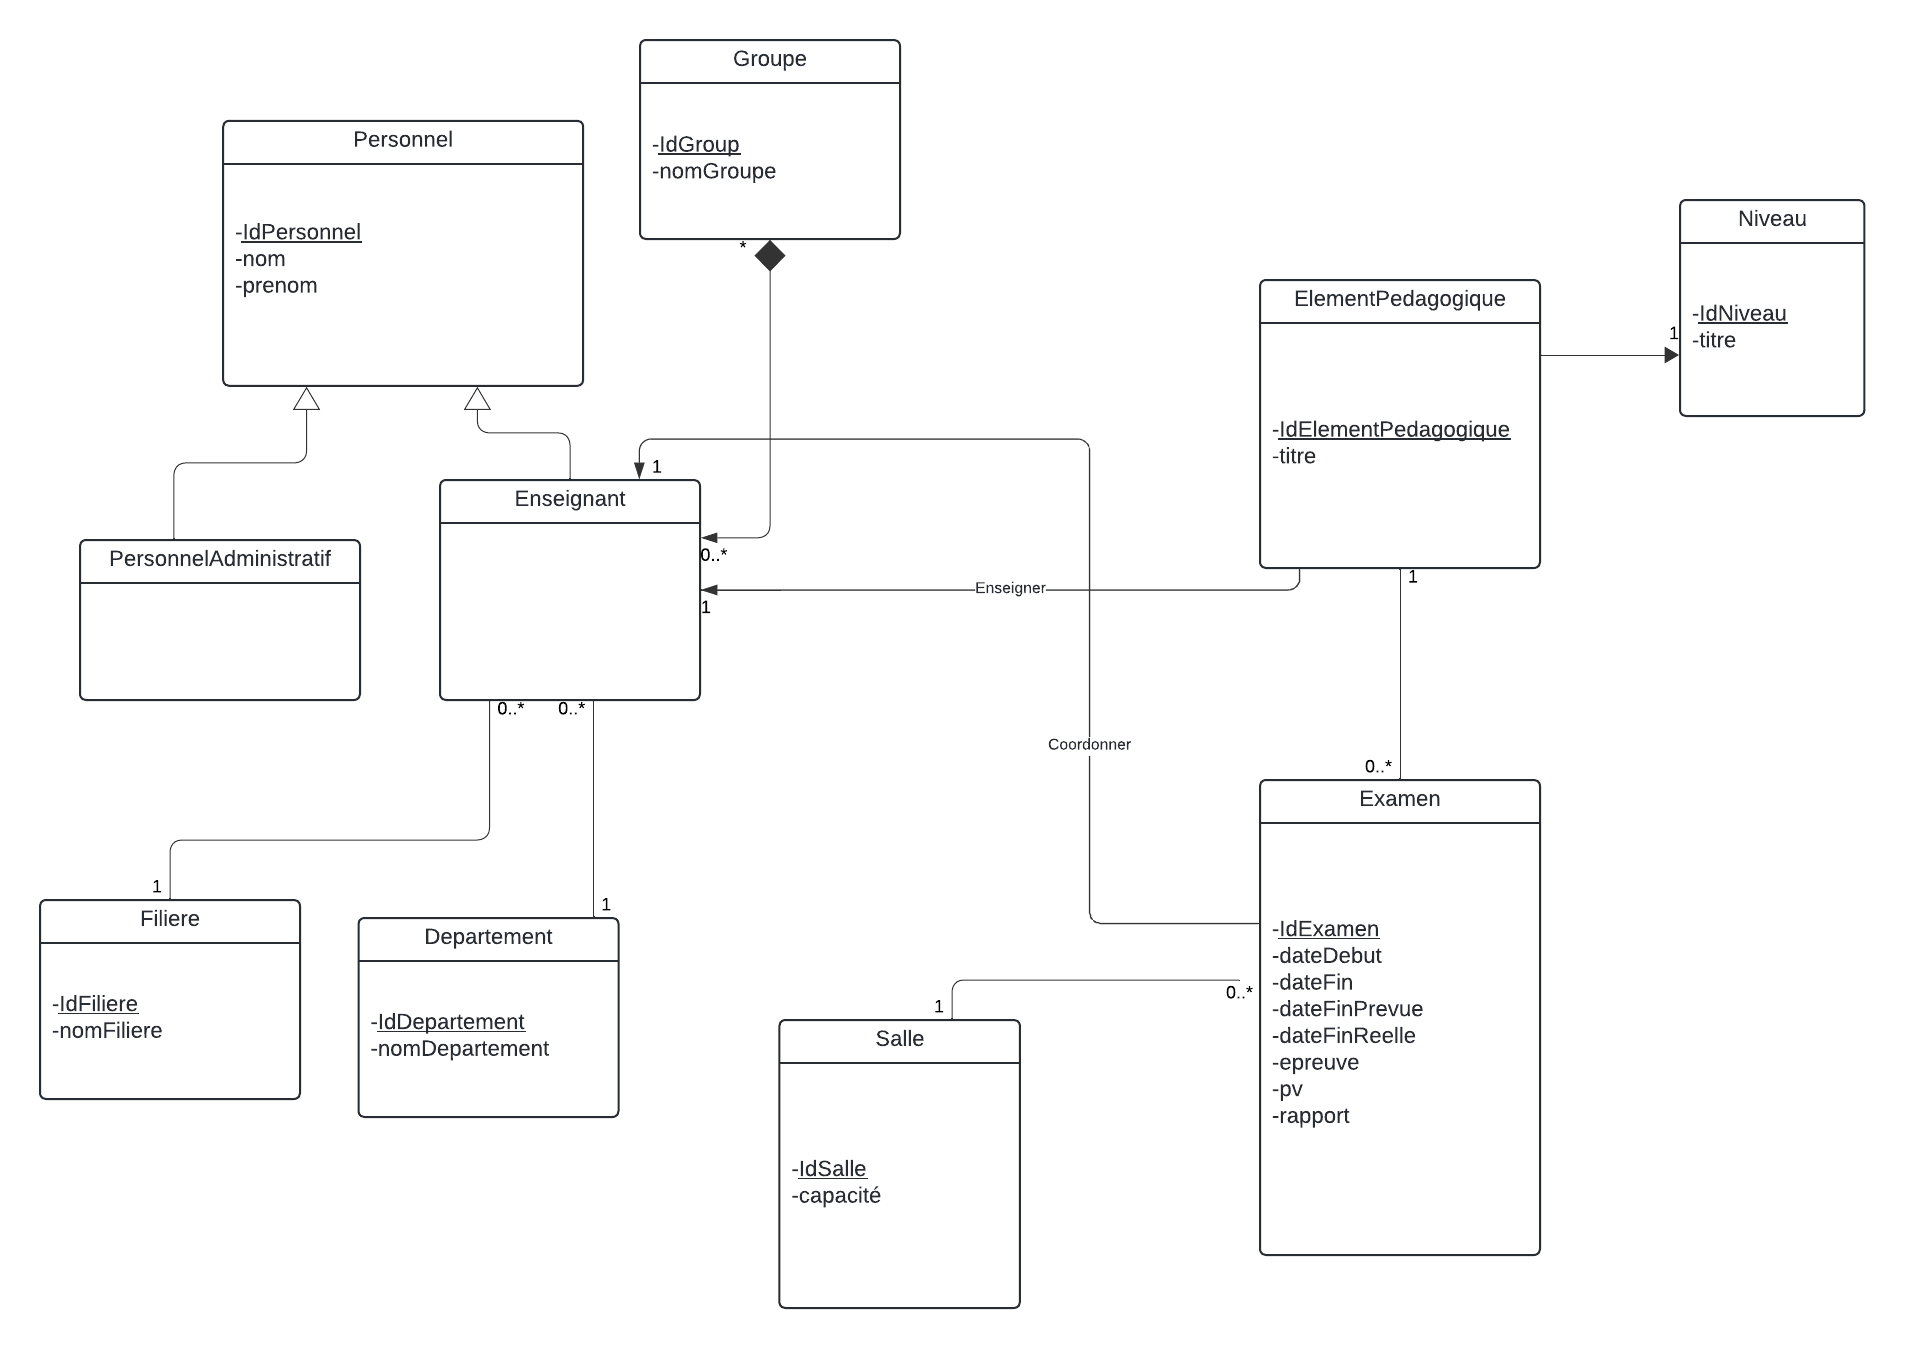 Groupe
-IdGroup
-nomGroupe
*
Personnel
-IdPersonnel
-nom
-prenom
Niveau
-IdNiveau
-titre
1
ElementPedagogique
-IdElementPedagogique
-titre
1
Enseignant
1
0..*
1
0..*
0..*
Enseigner
PersonnelAdministratif
Coordonner
0..*
Examen
-IdExamen
-dateDebut
-dateFin
-dateFinPrevue
-dateFinReelle
-epreuve
-pv
-rapport
0..*
1
Filiere
-IdFiliere
-nomFiliere
1
Departement
-IdDepartement
-nomDepartement
1
Salle
-IdSalle
-capacité